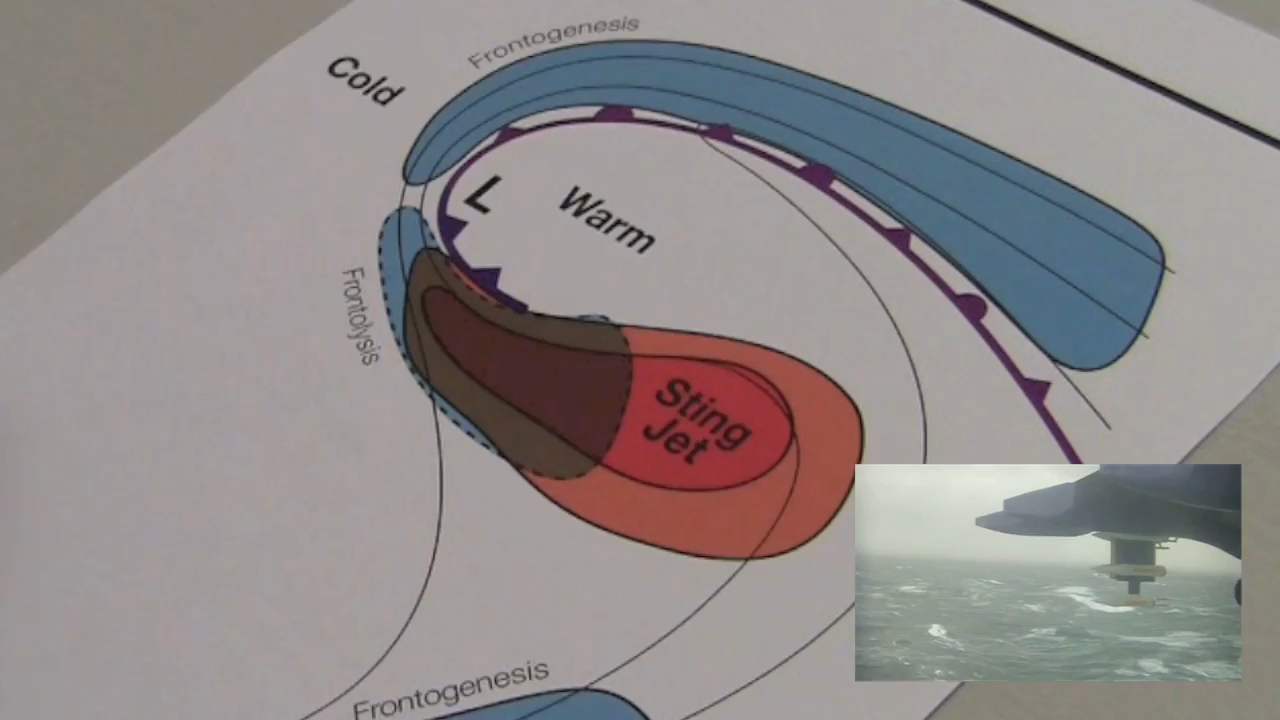 Frontogenesis
Cold
L
Warm
Frontolysis
Sting
Jet
Frontogenesis